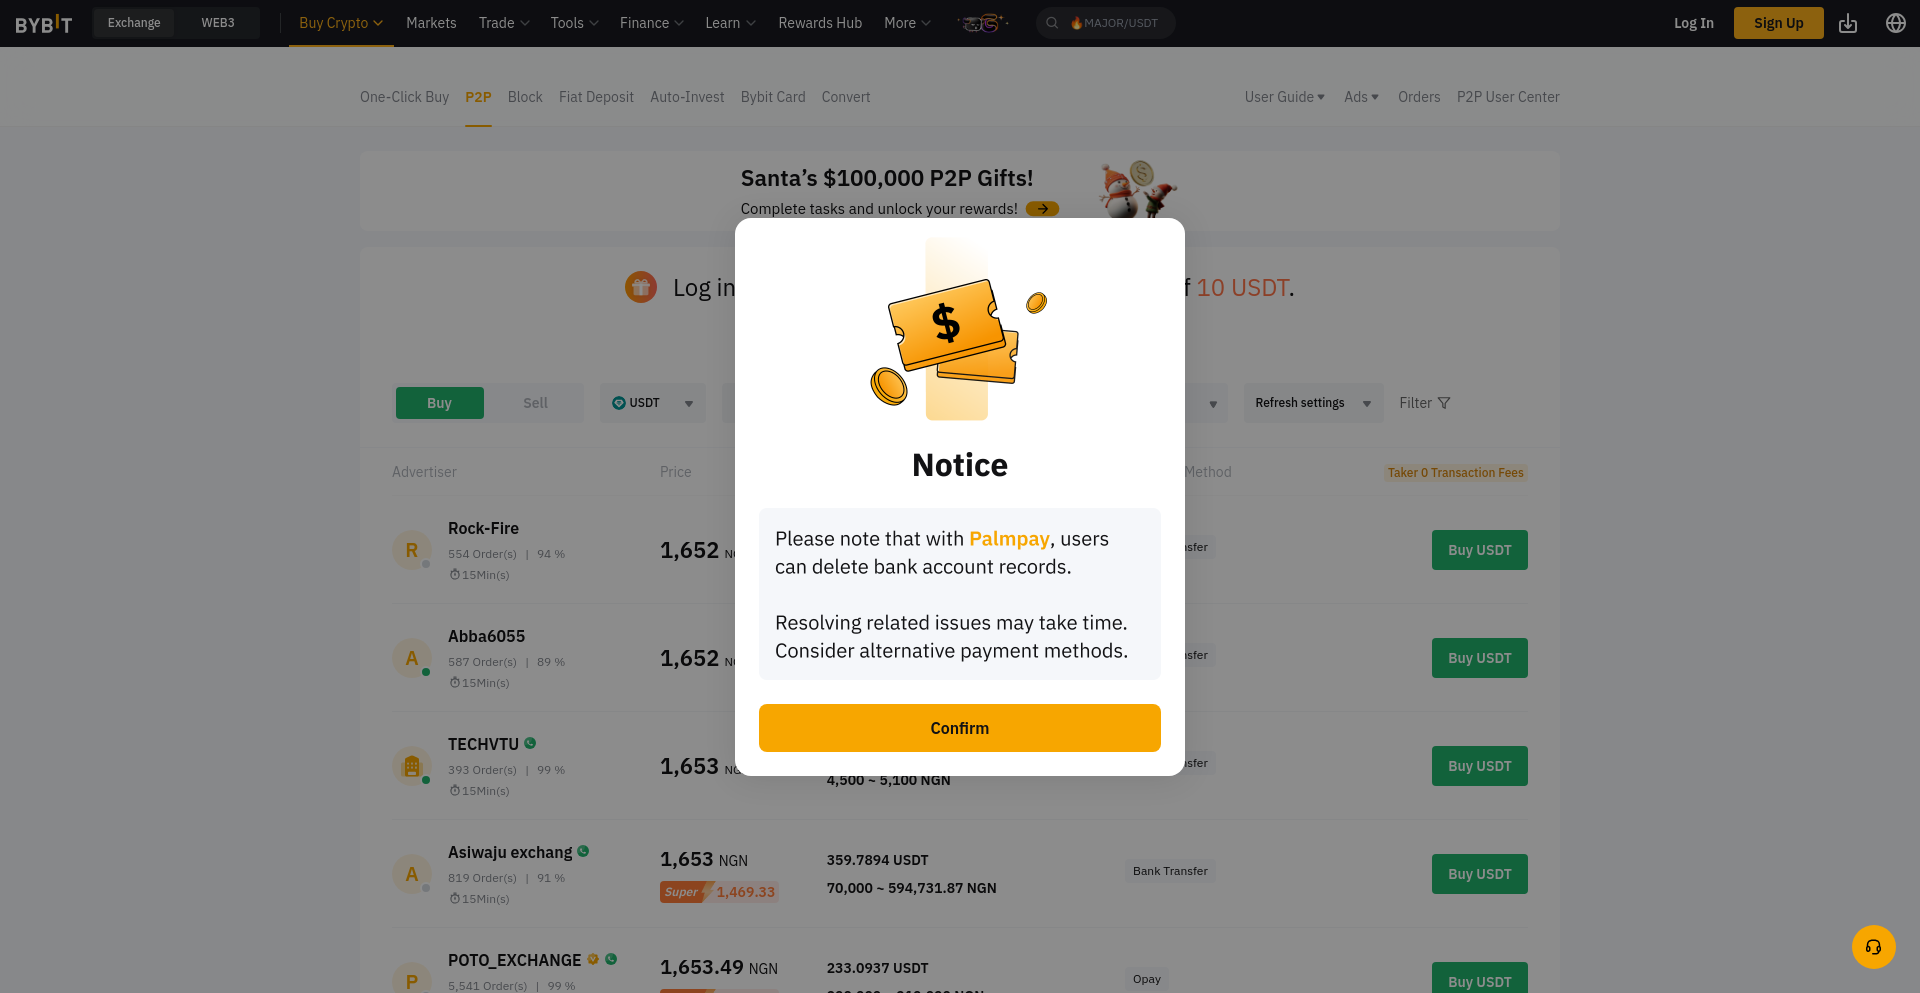 BYBIT Exchange WEB3 Buy Crypto Markets Trade Tools Finance Learn Rewards Hub More MAJOR/USDT Log In Sign Up
One-Click Buy P2P Block Fiat Deposit Auto-Invest Bybit Card Convert User Guide Ads Orders P2P User Center
Santa's $100,000 P2P Gifts!
Complete tasks and unlock your rewards!
Log in 10 USDT.
Buy Sell USDT Refresh settings Filter
Advertiser Price Method Taker 0 Transaction Fees
Notice
Please note that with Palmpay, users
can delete bank account records.
Resolving related issues may take time.
Consider alternative payment methods.
Confirm
R
Rock-Fire
554 Order(s) | 94 %
15Min(s)
1,652
Buy USDT
A
Abba6055
587 Order(s) | 89 %
15Min(s)
1,652
Buy USDT
TECHVTU
393 Order(s) | 99 %
15Min(s)
1,653
4,500 ~ 5,100 NGN
Buy USDT
A
Asiwaju exchang
819 Order(s) | 91 %
15Min(s)
1,653 NGN
Super 1,469.33
359.7894 USDT
70,000 ~ 594,731.87 NGN
Bank Transfer
Buy USDT
P
POTO_EXCHANGE
5,541 Order(s) | 99 %
1,653.49 NGN
233.0937 USDT
Opay
Buy USDT